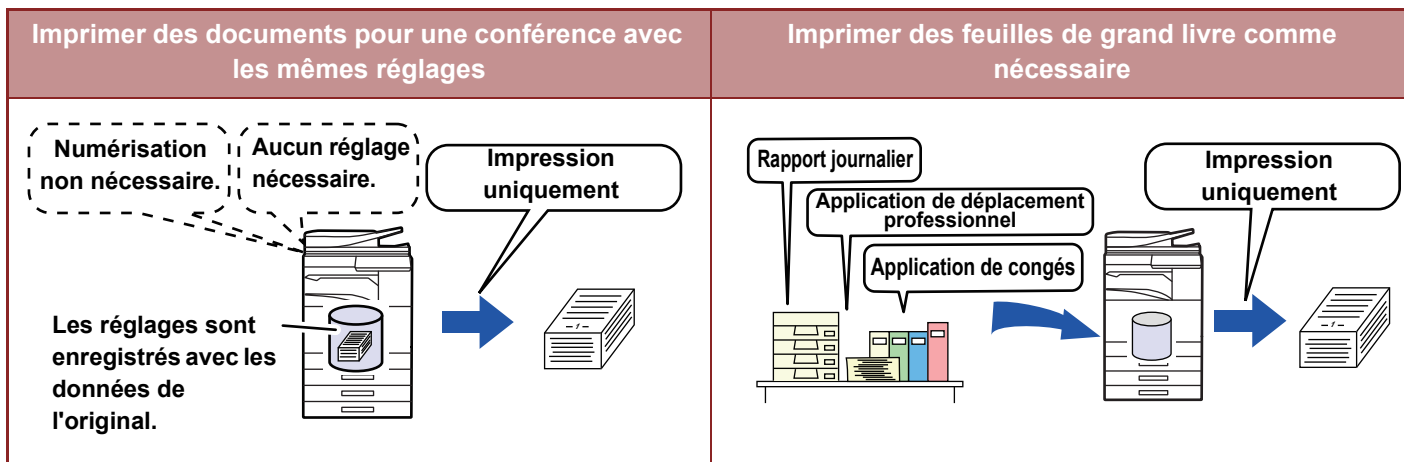 Imprimer des documents pour une conférence avec
les mêmes réglages
Numérisation
non nécessaire.
Aucun réglage
nécessaire.
Impression
uniquement
Les réglages sont
enregistrés avec les
données de
l'original.
-1-
Imprimer des feuilles de grand livre comme
nécessaire
Rapport journalier
Application de déplacement
professionnel
Application de congés
Impression
uniquement
-1-